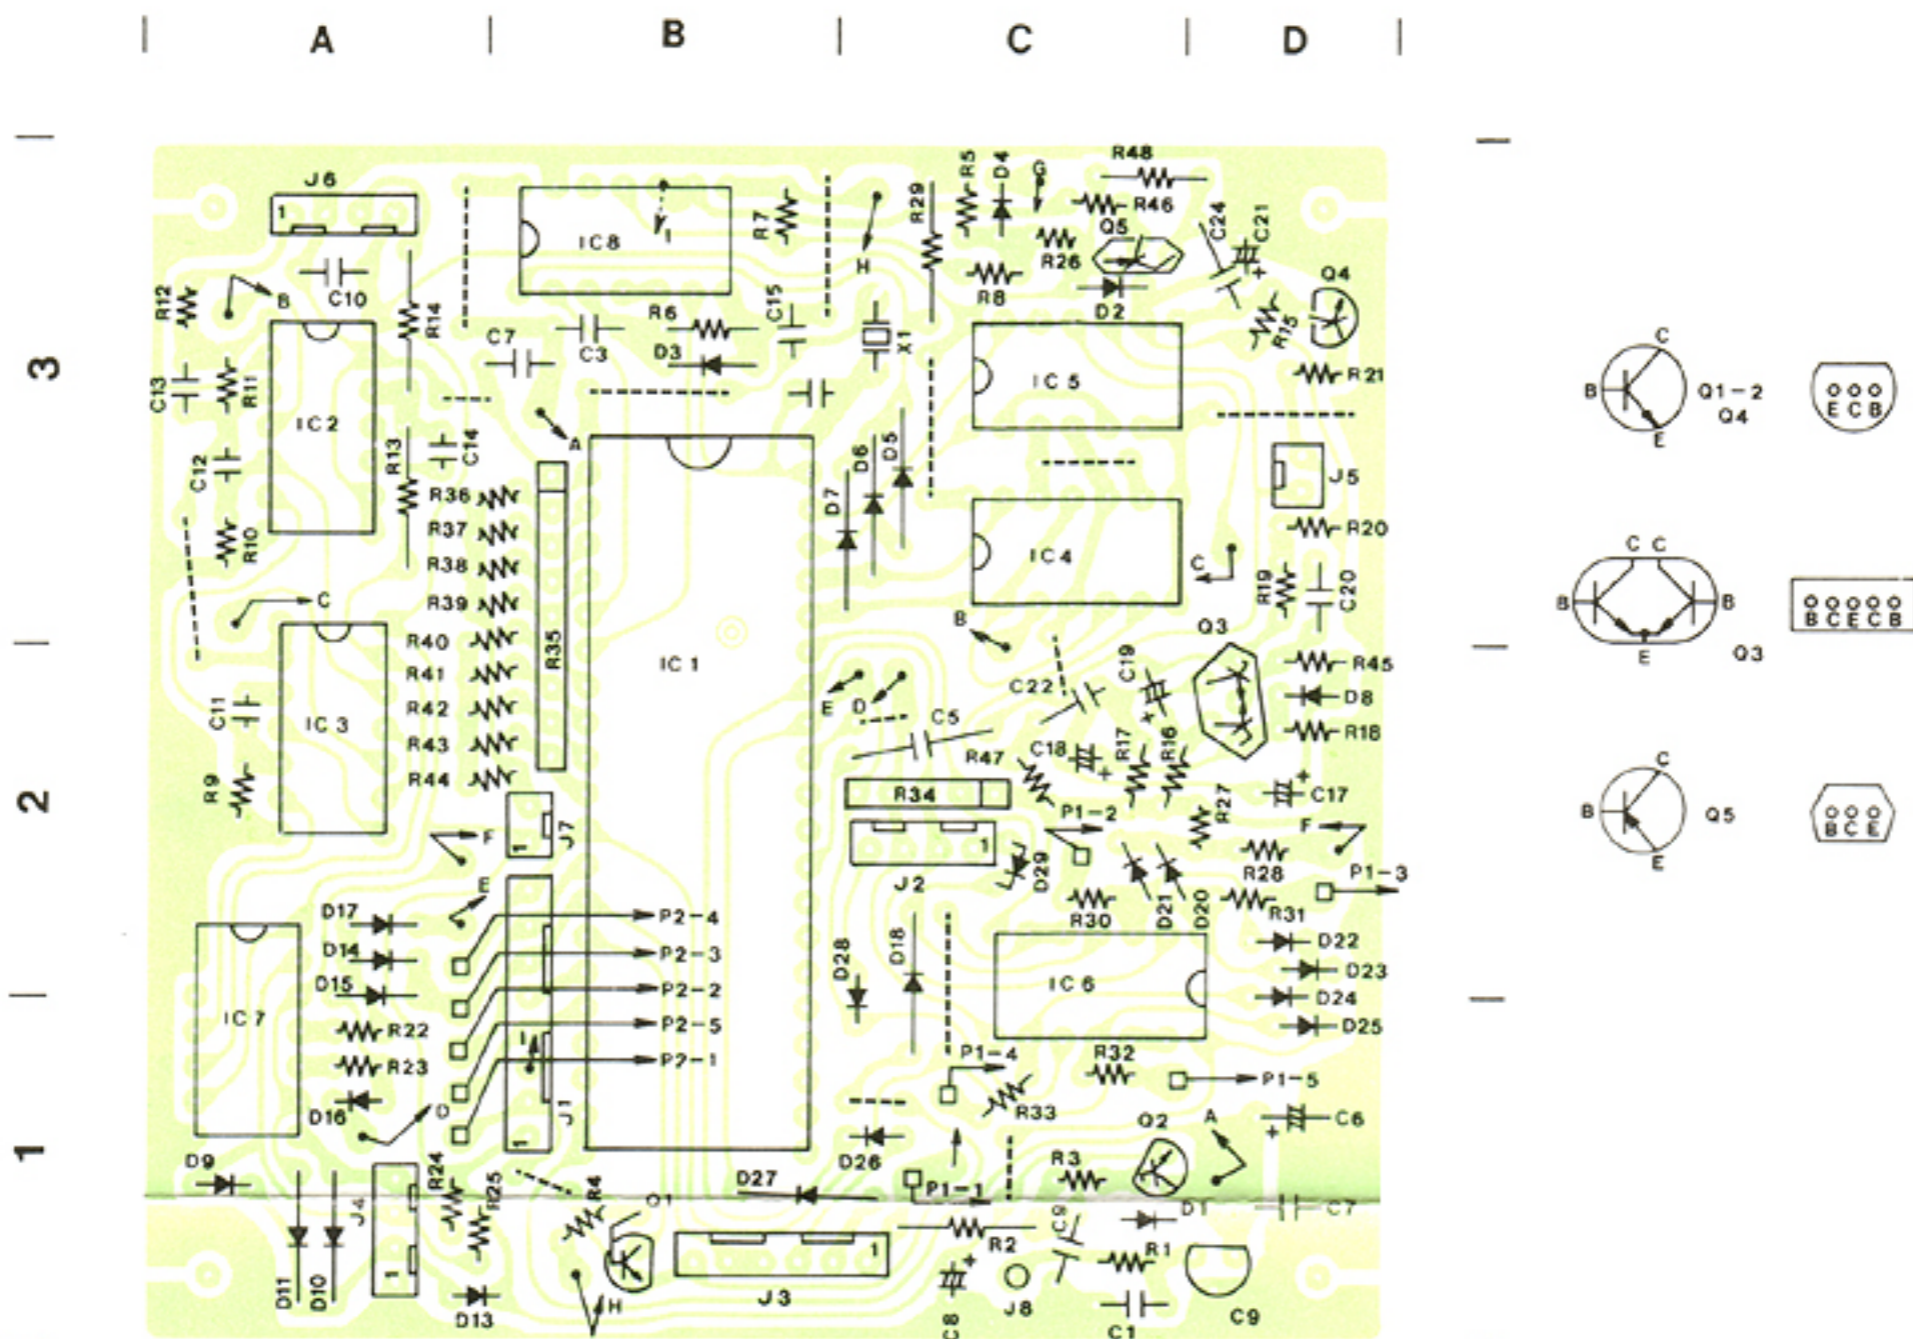 A B C D
3
2
1
J6
1
R12
B
C10
R14
C13
R11
IC2
C12
R13
C14
R10
C
R36
R37
R38
R39
R40
R41
R42
R43
R44
R35
C11
IC3
R9
F
E
D17
D14
D15
IC7
R22
R23
D16
D
D9
D11
D10
J4
1
R24
R25
D13
IC8
I
R7
C7
C3
R6
D3
C15
A
IC1
J7
1
P2-4
P2-3
P2-2
P2-5
P2-1
I
J1
1
R4
Q1
H
D27
J3
1
H
R29
R5
D4
G
R48
R46
Q5
R26
R8
D2
C24
C21
Q4
R15
X1
IC5
R21
D7
D6
D5
IC4
J5
R20
C
R19
C20
B
Q3
R45
D8
R18
E
D
C22
C19
C5
R47
C18
R17
R16
R34
P1-2
R27
C17
F
J2
1
D29
R30
D21
D20
R28
P1-3
R31
D28
D18
IC6
D22
D23
D24
D25
P1-4
R32
P1-5
R33
Q2
A
C6
D26
R3
P1-1
D1
C7
R2
C9
R1
C8
J8
C1
C9
C
B
E
Q1-2
Q4
E C B
C C
B B
E
Q3
B C E C B
C
B
E
Q5
B C E